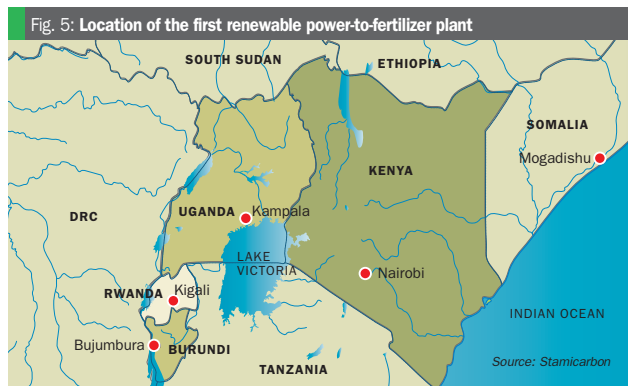 Fig. 5: Location of the first renewable power-to-fertilizer plant
SOUTH SUDAN
ETHIOPIA
SOMALIA
Mogadishu
KENYA
DRC
UGANDA
Kampala
LAKE
VICTORIA
Nairobi
RWANDA
Kigali
INDIAN OCEAN
Bujumbura
BURUNDI
TANZANIA
Source: Stamicarbon